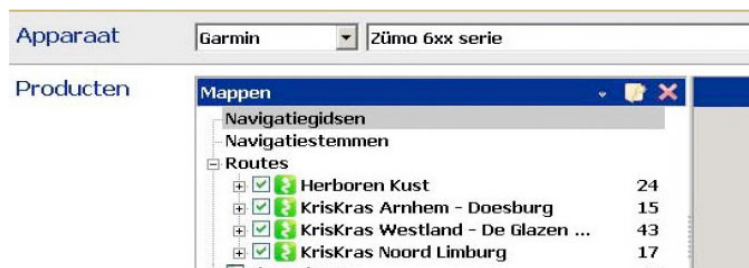 Apparaat Garmin Zümo 6xx serie
Producten Mappen
Navigatiegidsen
Navigatiestemmen
Routes
Herboren Kust 24
KrisKras Arnhem - Doesburg 15
KrisKras Westland - De Glazen ... 43
KrisKras Noord Limburg 17